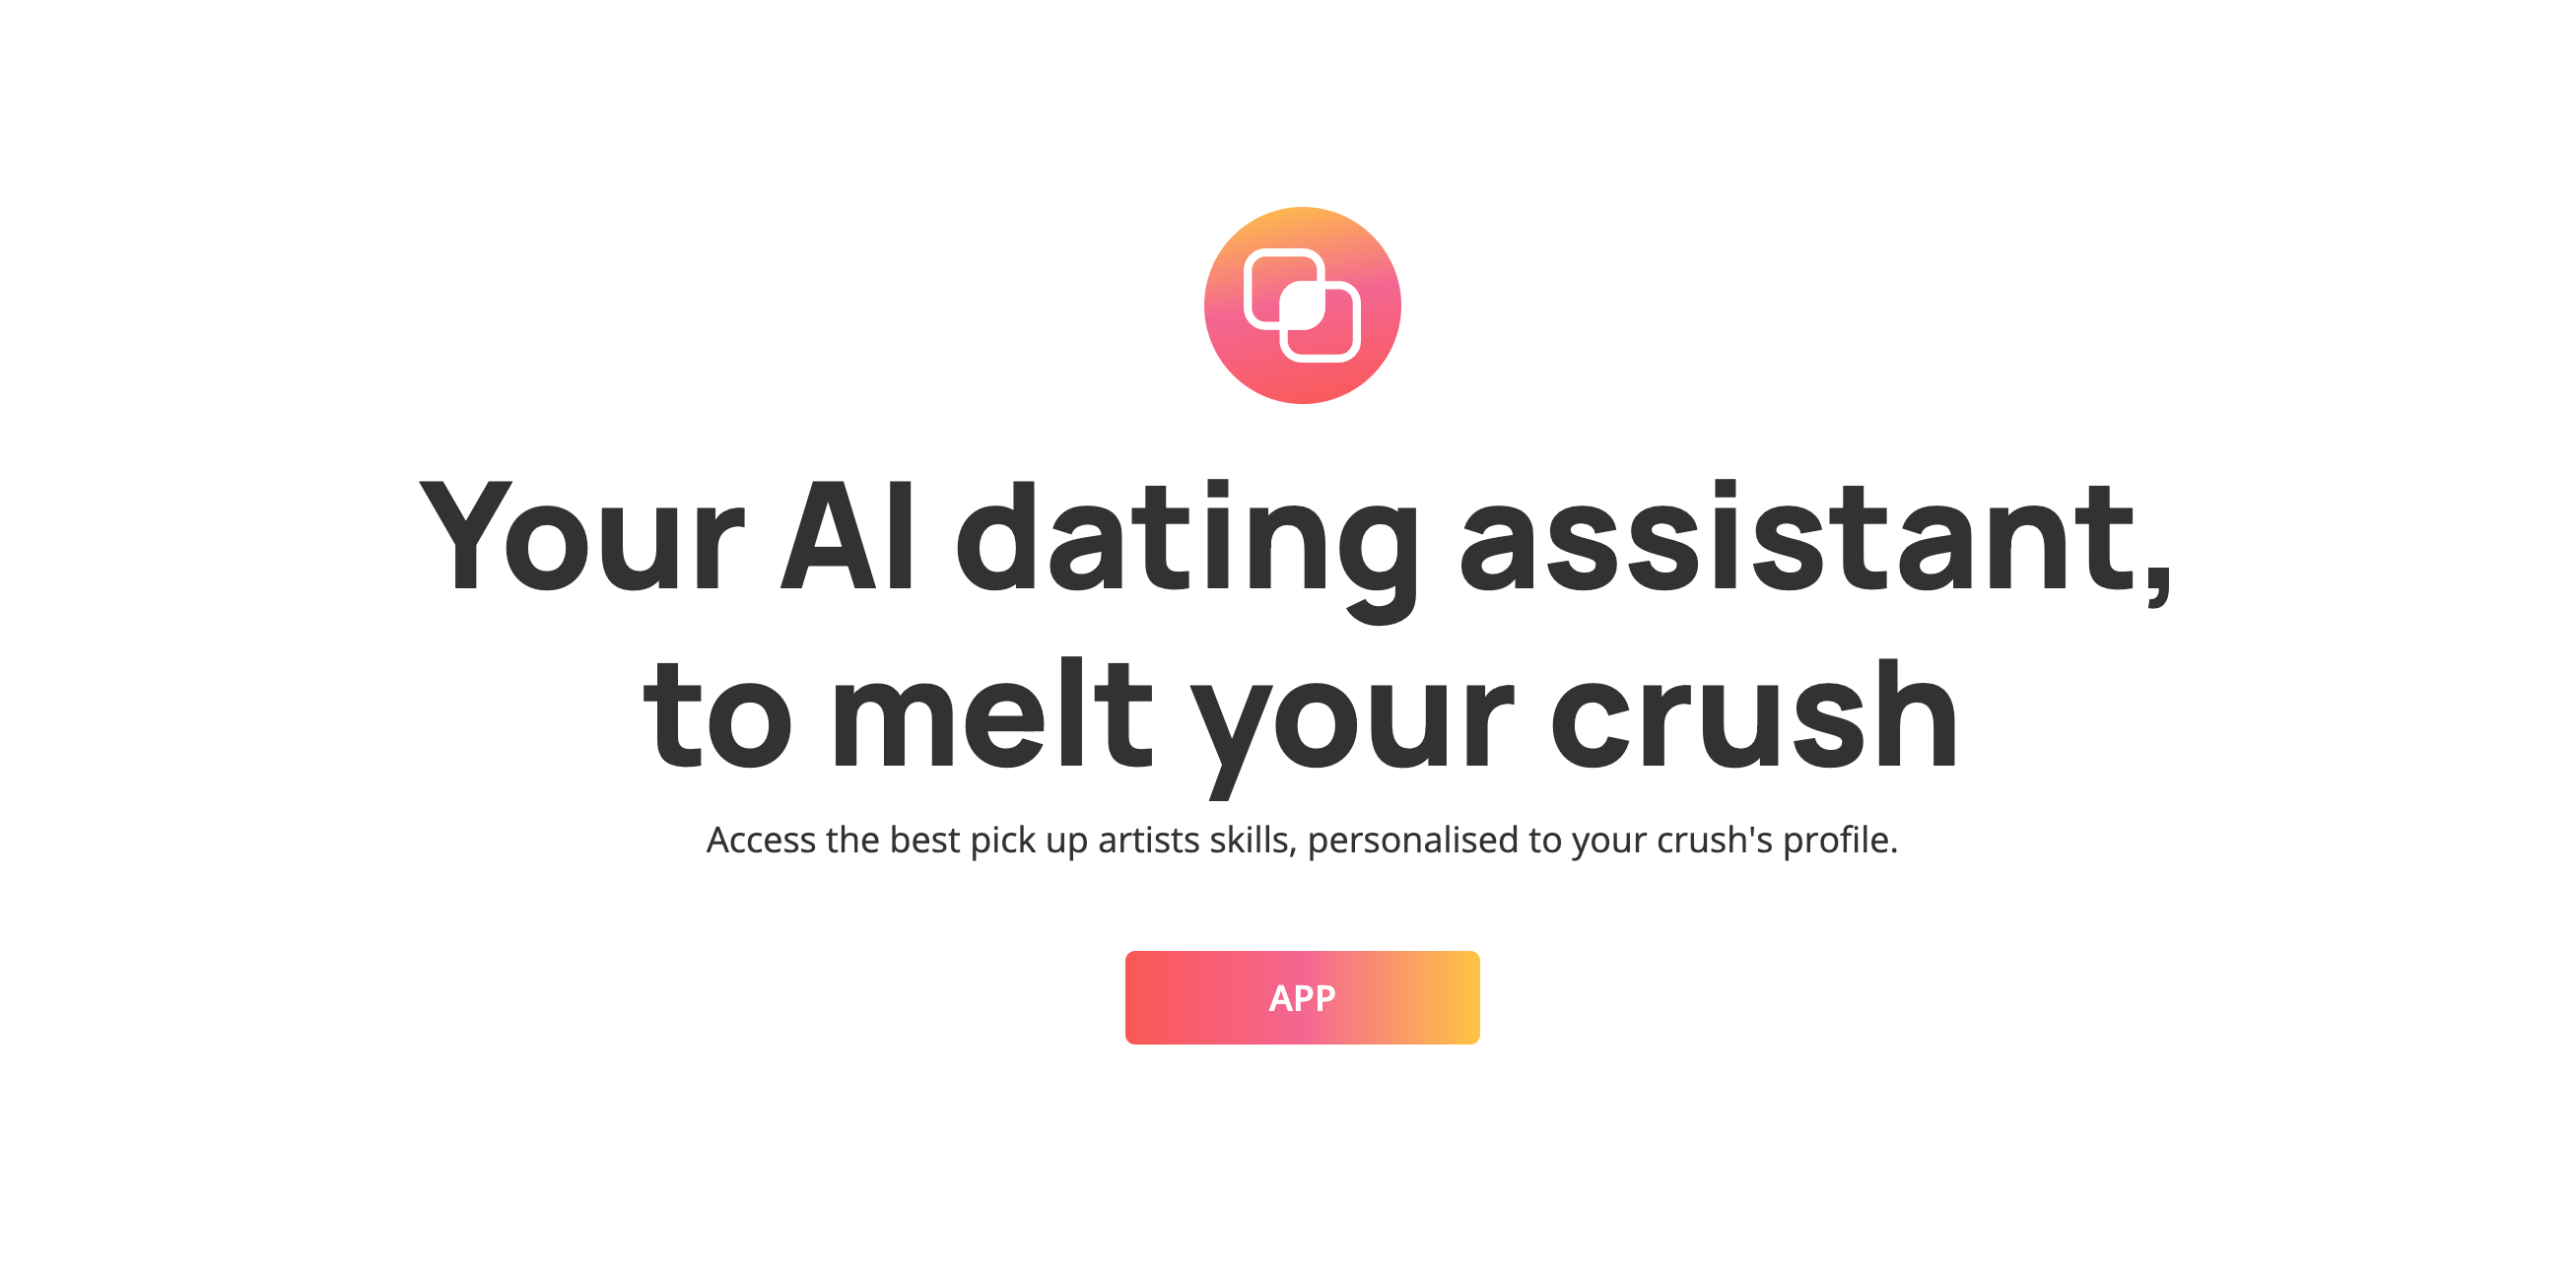 Your AI dating assistant,
to melt your crush
Access the best pick up artists skills, personalised to your crush's profile.
APP